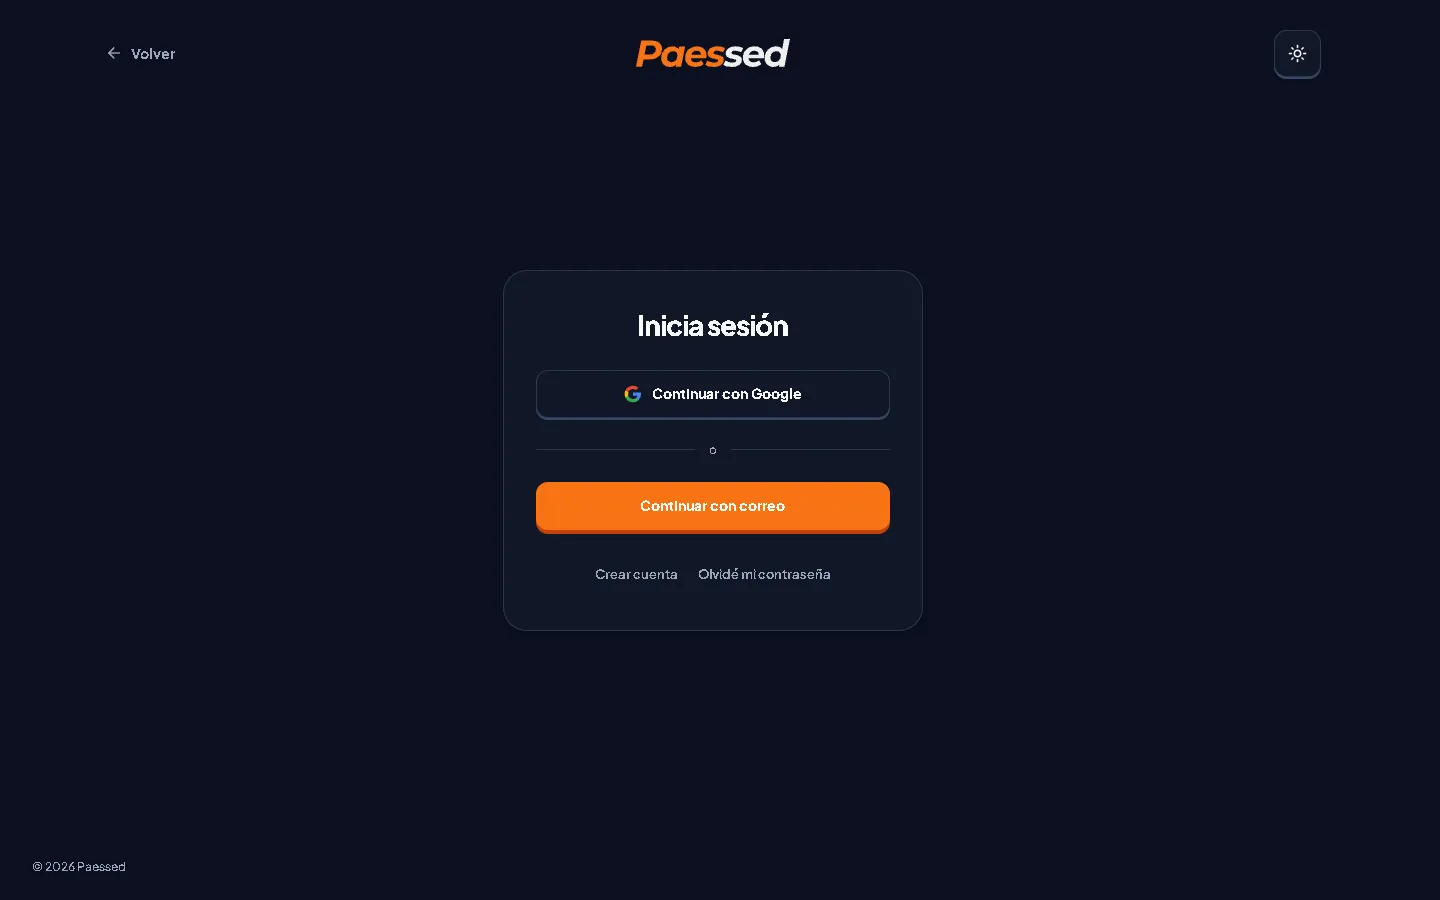 Volver
Paessed
Inicia sesión
Continuar con Google
o
Continuar con correo
Crear cuenta
Olvidé mi contraseña
© 2026 Paessed